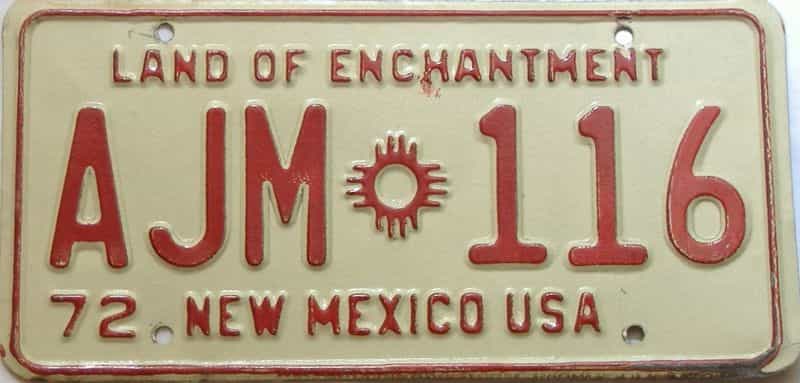 LAND OF ENCHANTMENT
AJM 116
72 NEW MEXICO USA